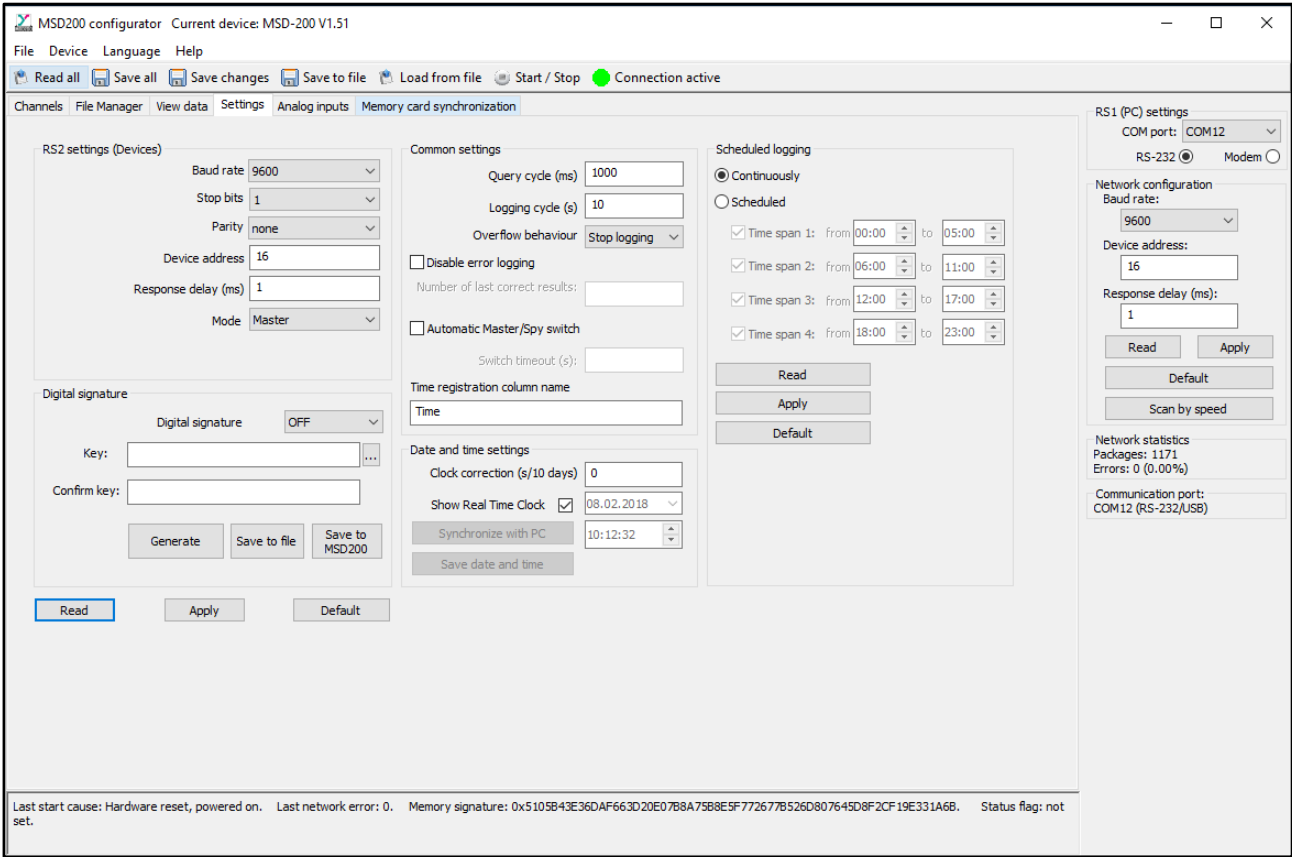 MSD200 configurator Current device: MSD-200 V1.51
File Device Language Help
Read all Save all Save changes Save to file Load from file Start / Stop Connection active
Channels File Manager View data Settings Analog inputs Memory card synchronization
RS2 settings (Devices)
Baud rate 9600
Stop bits 1
Parity none
Device address 16
Response delay (ms) 1
Mode Master
Digital signature
Digital signature OFF
Key: ...
Confirm key:
Generate Save to file Save to
MSD200
Read Apply Default
Common settings
Query cycle (ms) 1000
Logging cycle (s) 10
Overflow behaviour Stop logging
Disable error logging
Number of last correct results:
Automatic Master/Spy switch
Switch timeout (s):
Time registration column name
Time
Date and time settings
Clock correction (s/10 days) 0
Show Real Time Clock 08.02.2018
Synchronize with PC 10:12:32
Save date and time
Scheduled logging
Continuously
Scheduled
Time span 1: from 00:00 to 05:00
Time span 2: from 06:00 to 11:00
Time span 3: from 12:00 to 17:00
Time span 4: from 18:00 to 23:00
Read
Apply
Default
RS1 (PC) settings
COM port: COM12
RS-232 Modem
Network configuration
Baud rate:
9600
Device address:
16
Response delay (ms):
1
Read Apply
Default
Scan by speed
Network statistics
Packages: 1171
Errors: 0 (0.00%)
Communication port:
COM12 (RS-232/USB)
Last start cause: Hardware reset, powered on. Last network error: 0. Memory signature: 0x5105B43E36DAF663D20E07B8A75B8E5F772677B526D807645D8F2CF19E331A6B. Status flag: not
set.